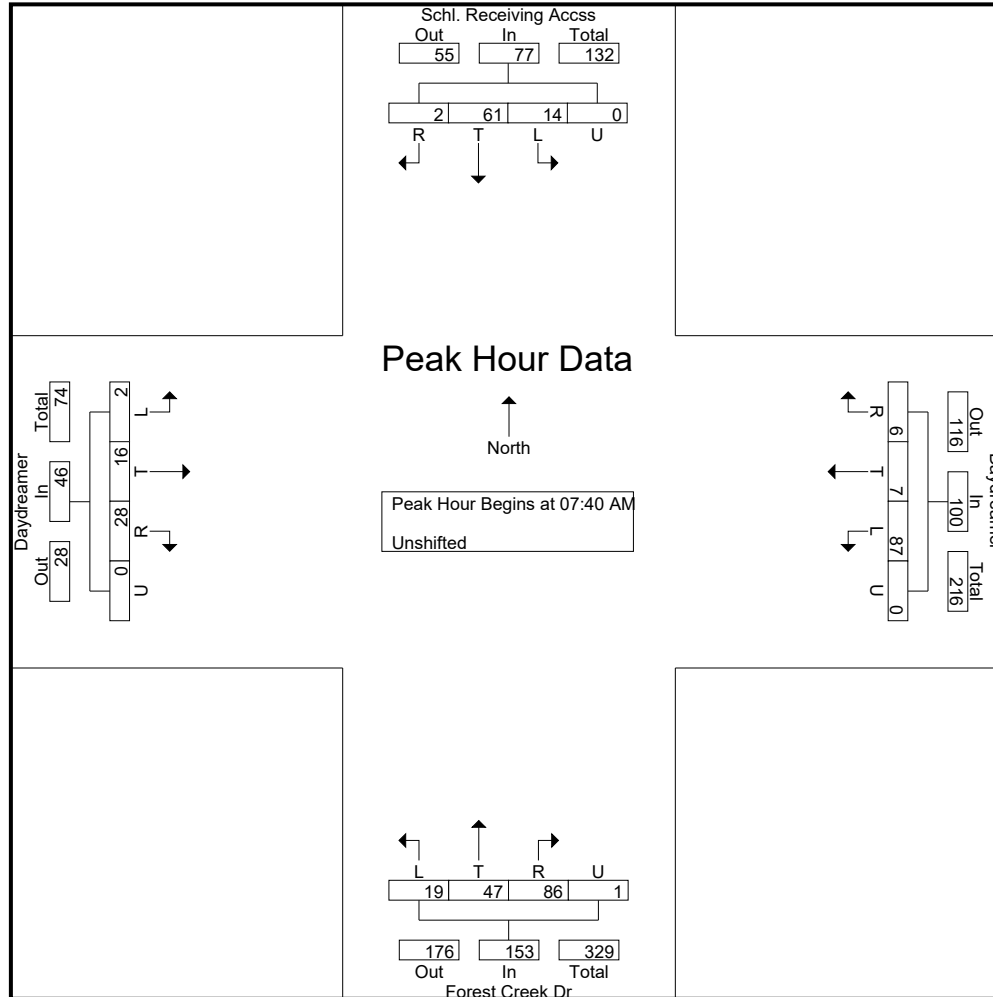 Schl. Receiving Accss
Out In Total
55 77 132
2 61 14 0
R T L U
Peak Hour Data
North
Peak Hour Begins at 07:40 AM
Unshifted
Daydreamer
Total In Out
74 46 28
2 16 28 0
L T R U
R T L U
6 7 87 0
Out In Total
116 100 216
L T R U
19 47 86 1
176 153 329
Out In Total
Forest Creek Dr